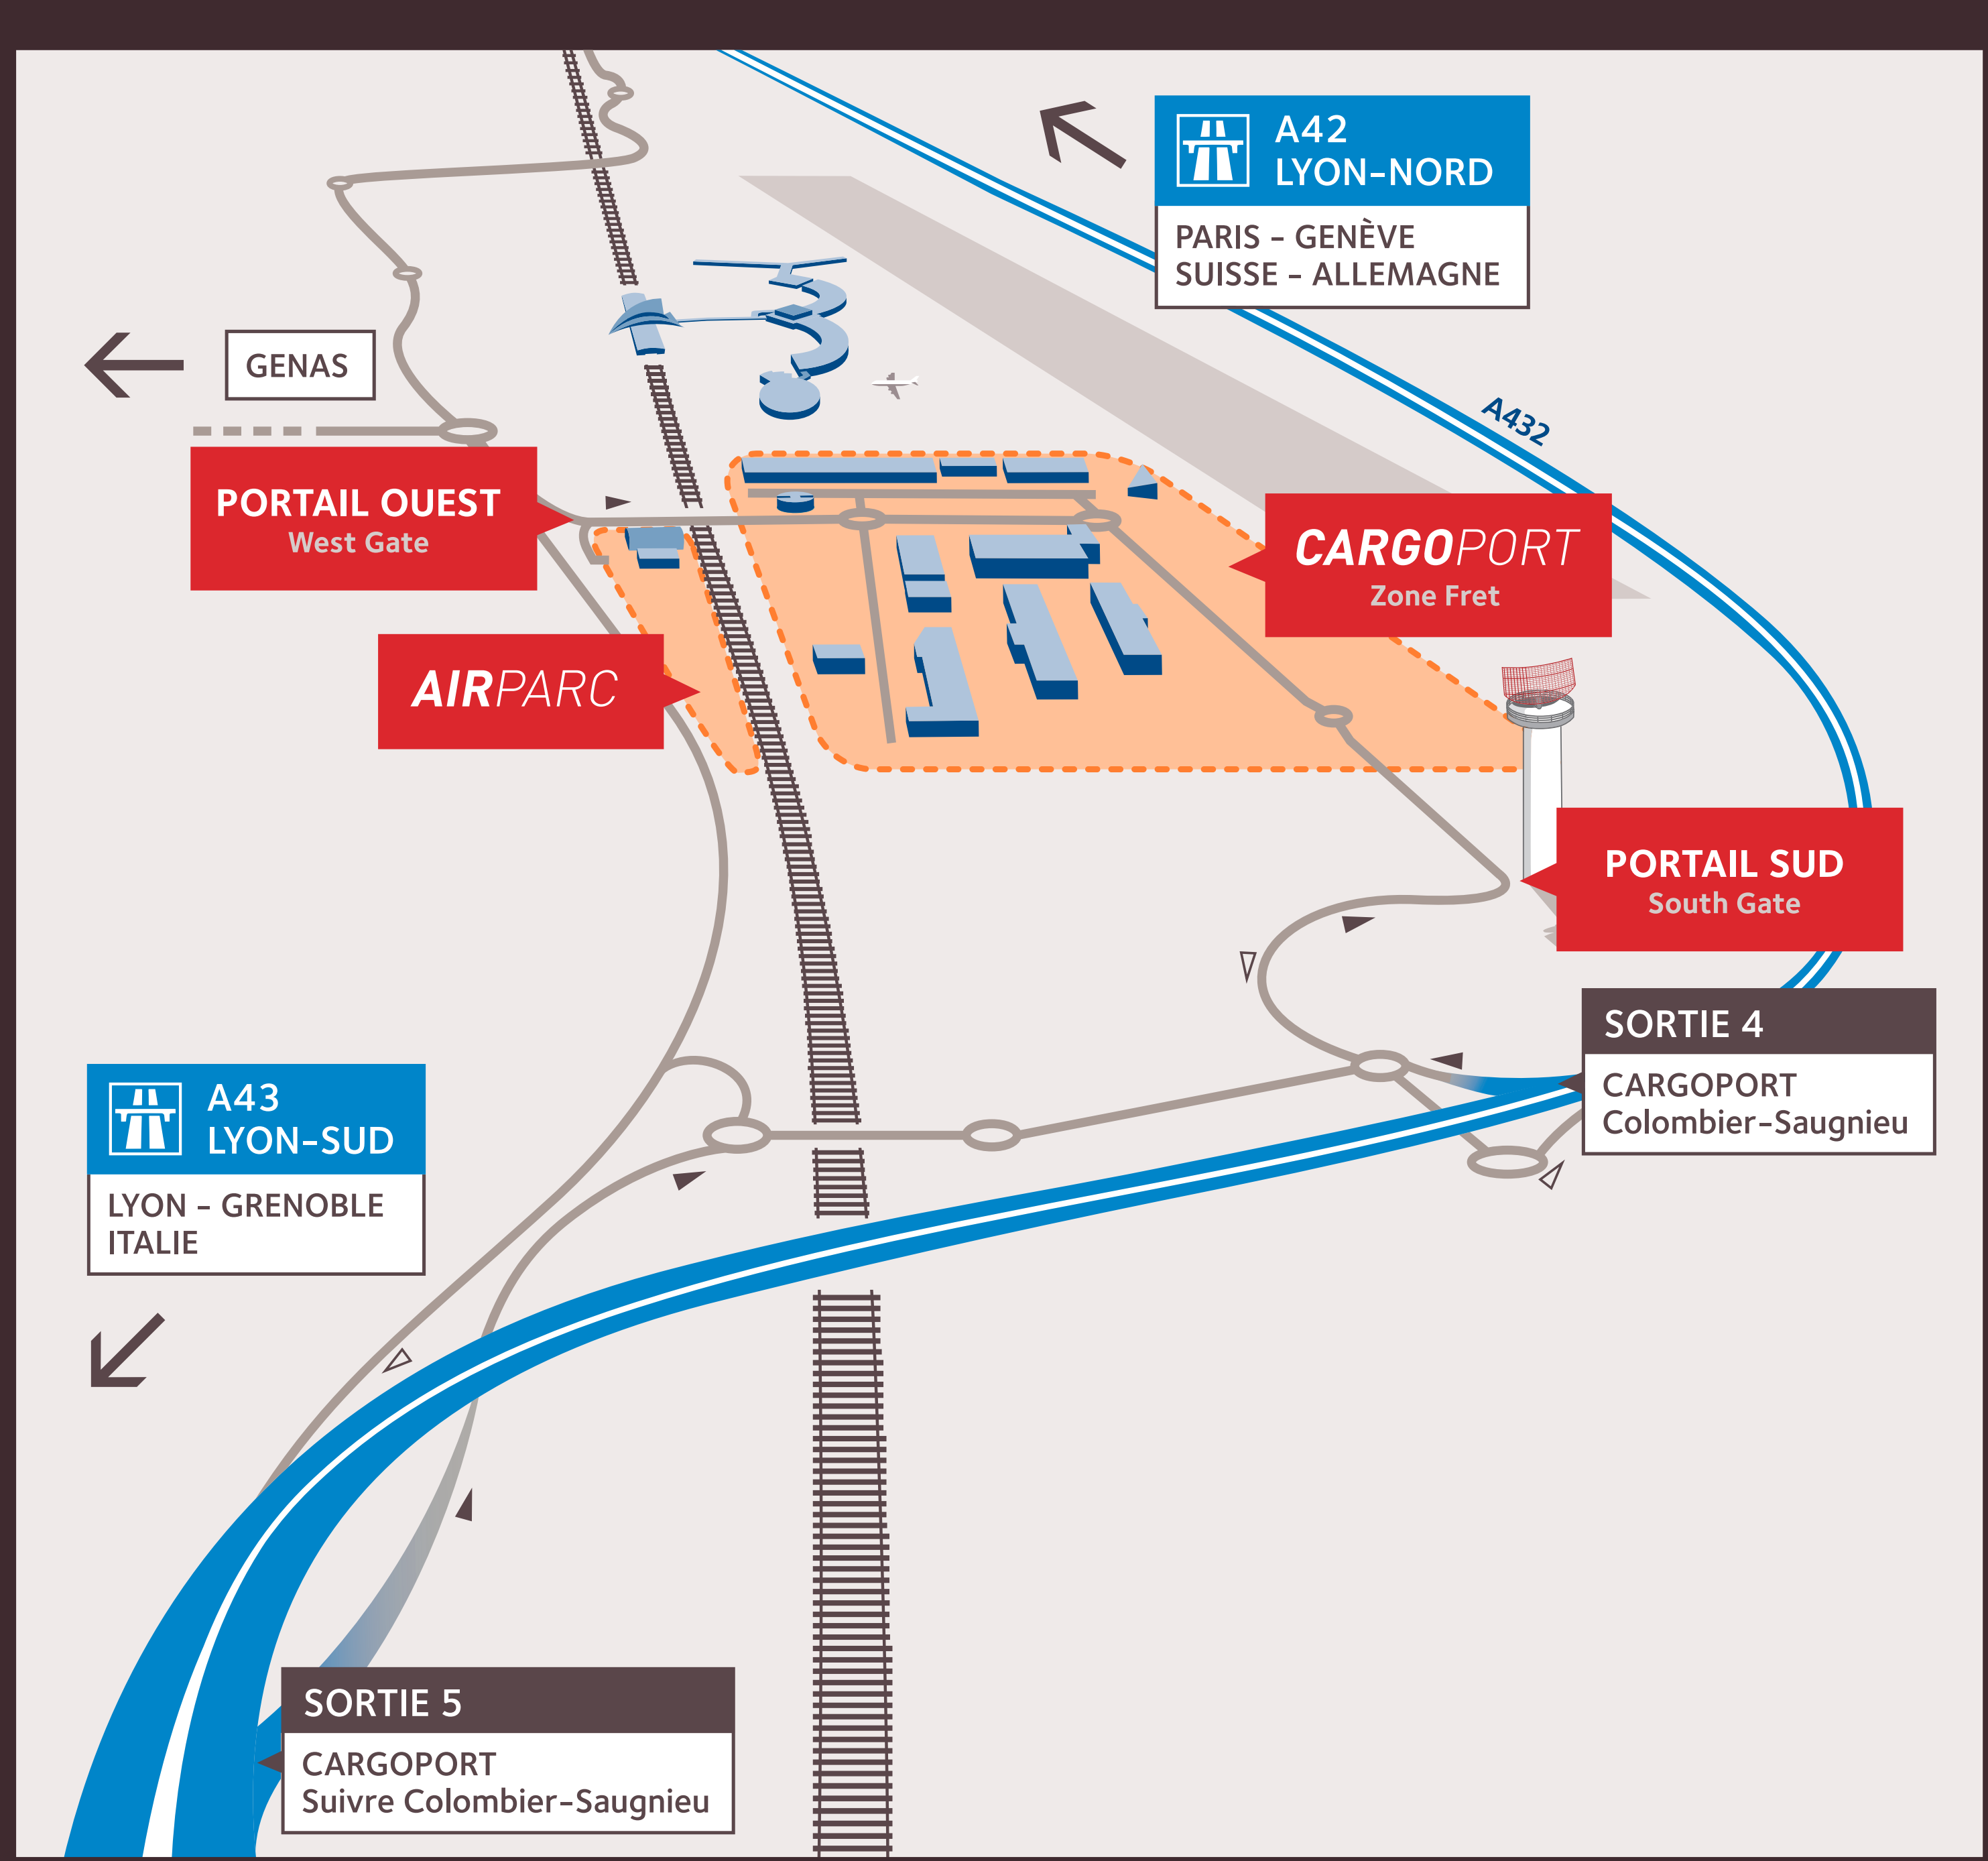 A42
LYON-NORD
PARIS - GENÈVE
SUISSE - ALLEMAGNE
GENAS
A432
PORTAIL OUEST
West Gate
CARGOPORT
Zone Fret
AIRPARC
PORTAIL SUD
South Gate
SORTIE 4
CARGOPORT
Colombier-Saugnieu
A43
LYON-SUD
LYON - GRENOBLE
ITALIE
SORTIE 5
CARGOPORT
Suivre Colombier-Saugnieu